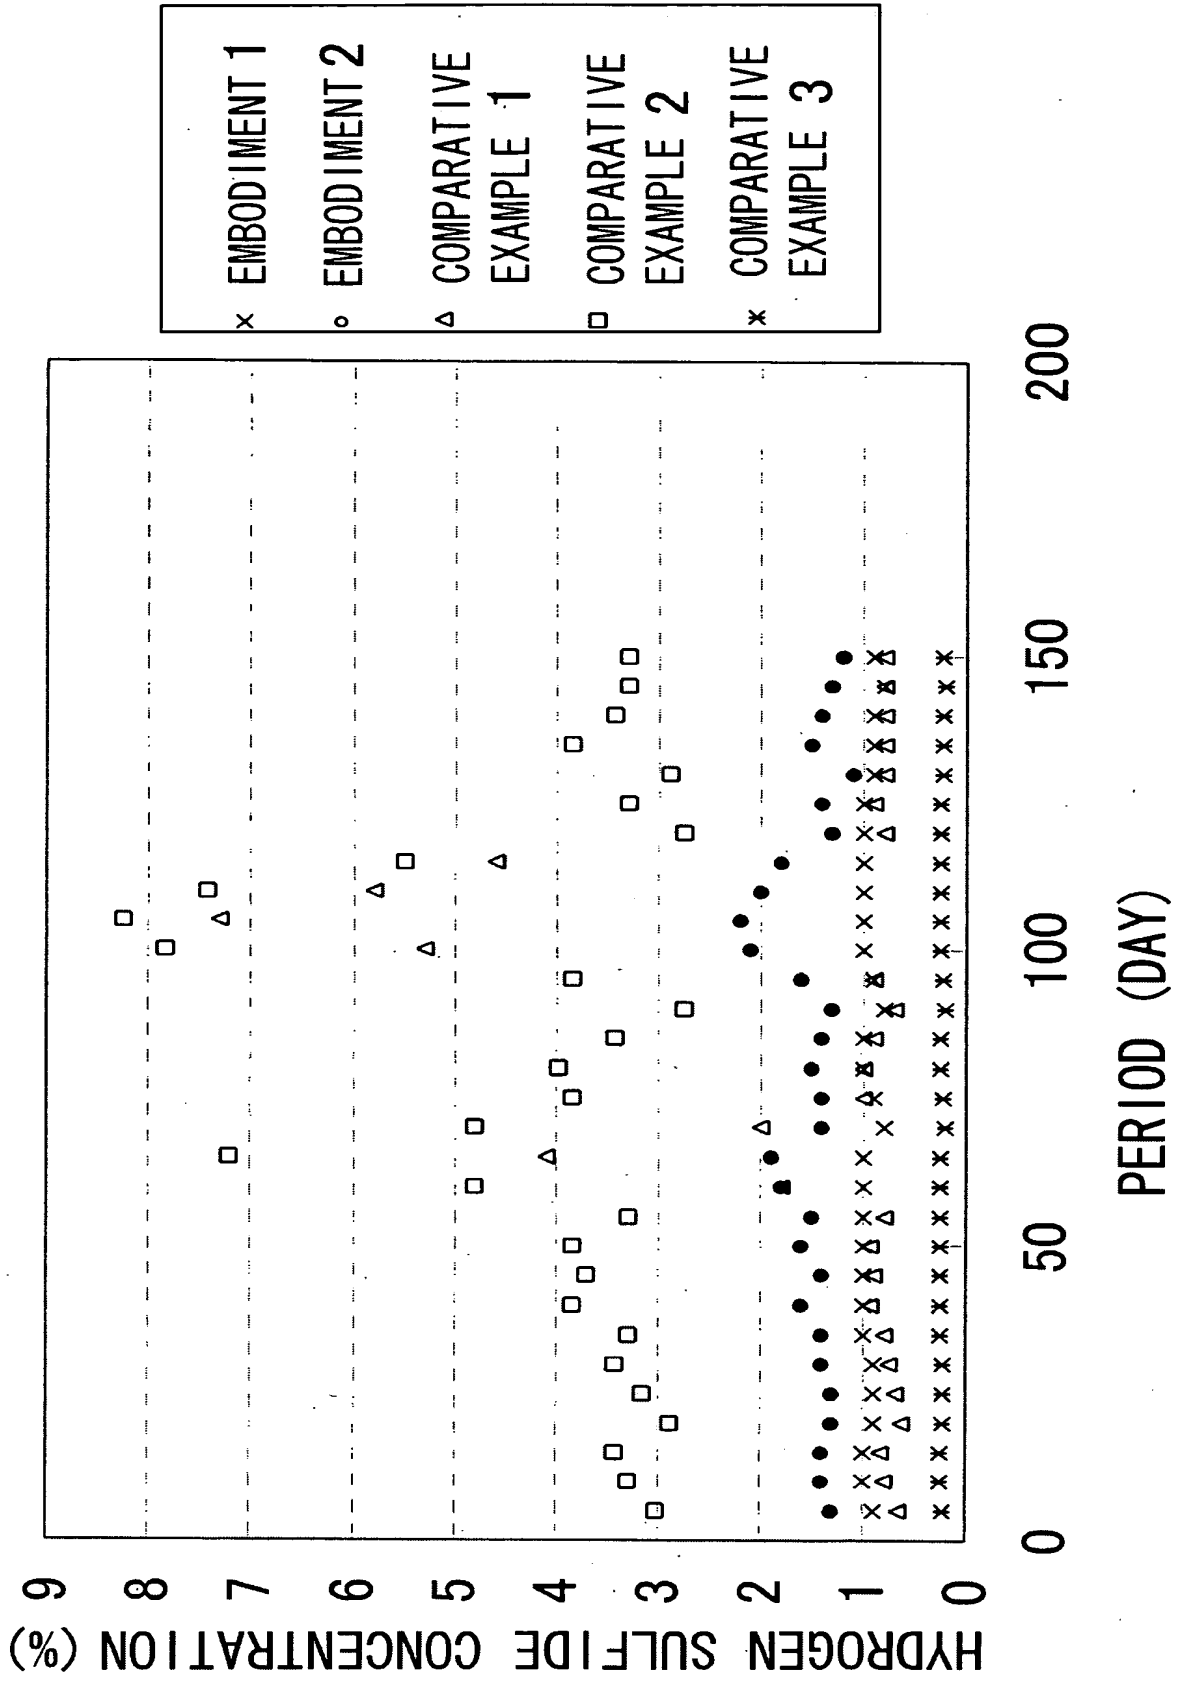 HYDROGEN SULFIDE CONCENTRATION (%)
9
8
7
6
5
4
3
2
1
0
0
50
100
150
200
PERIOD (DAY)
× EMBODIMENT 1
○ EMBODIMENT 2
△ COMPARATIVE
EXAMPLE 1
□ COMPARATIVE
EXAMPLE 2
＊ COMPARATIVE
EXAMPLE 3